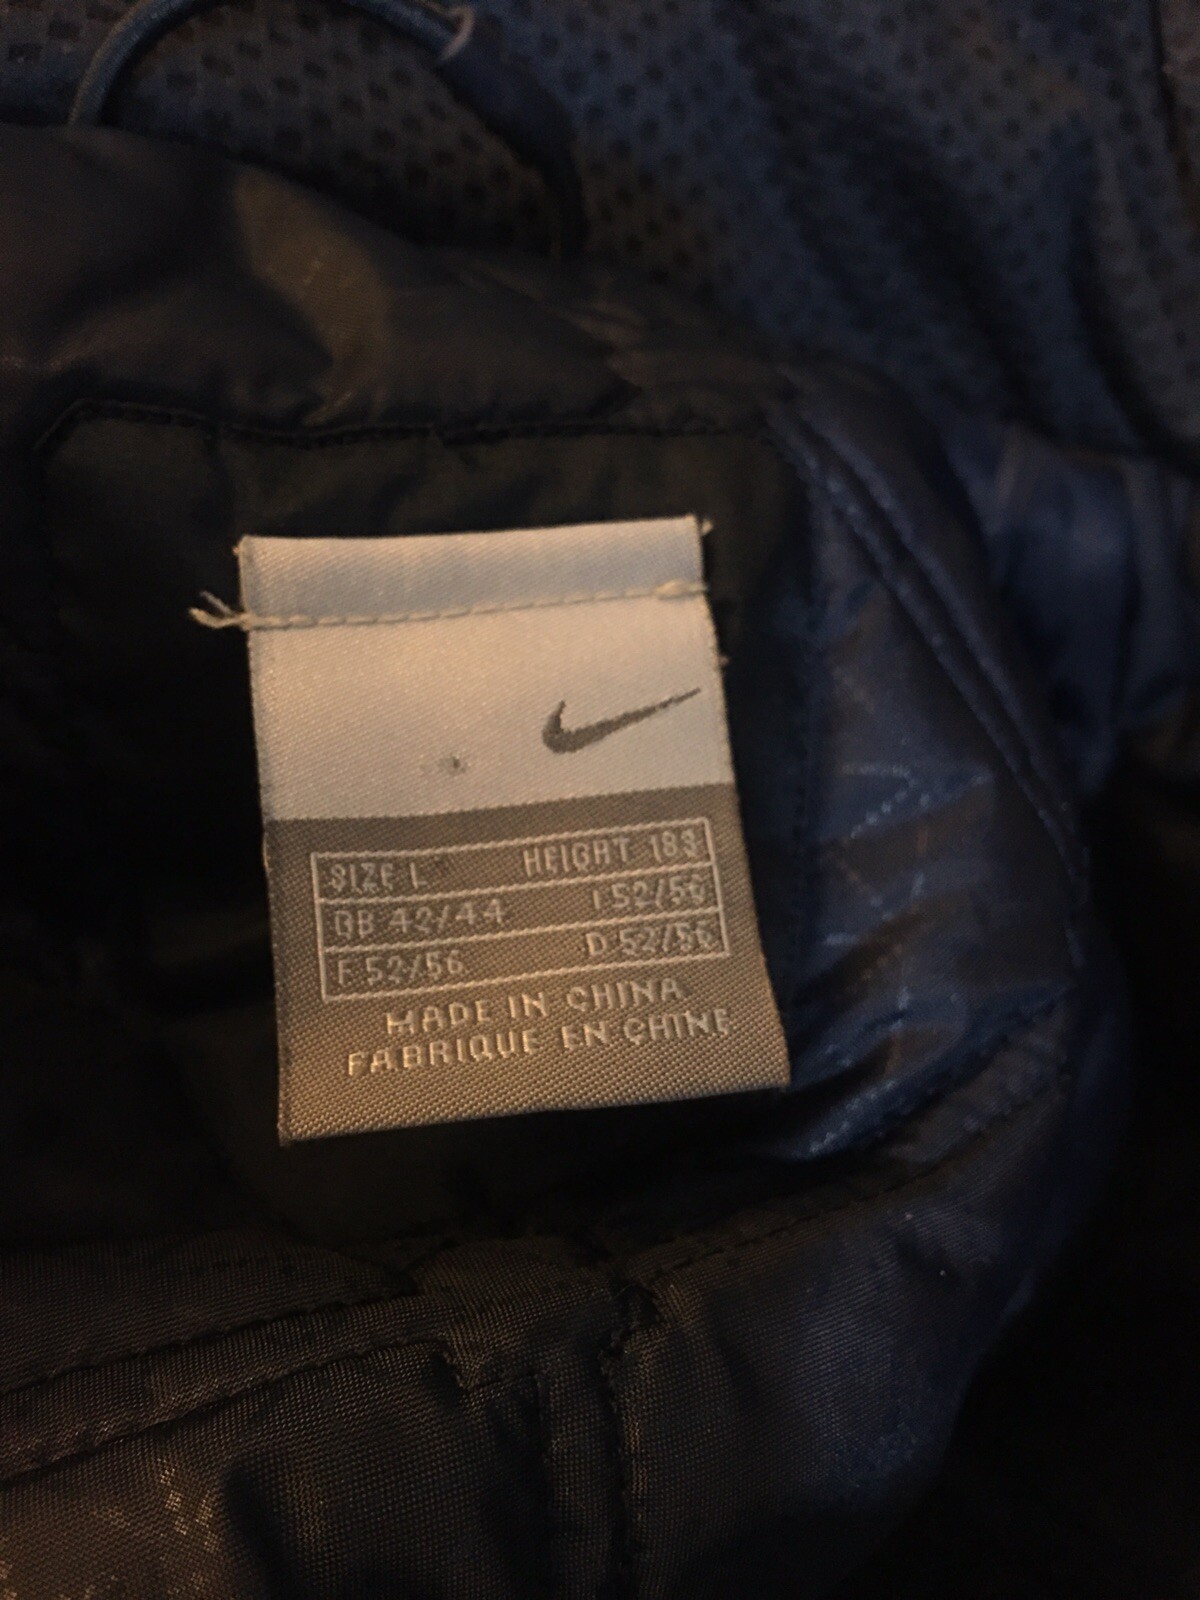 SIZE L HEIGHT 183
GB 42/44 I 52/56
F 52/56 D 52/56
MADE IN CHINA
FABRIQUE EN CHINE